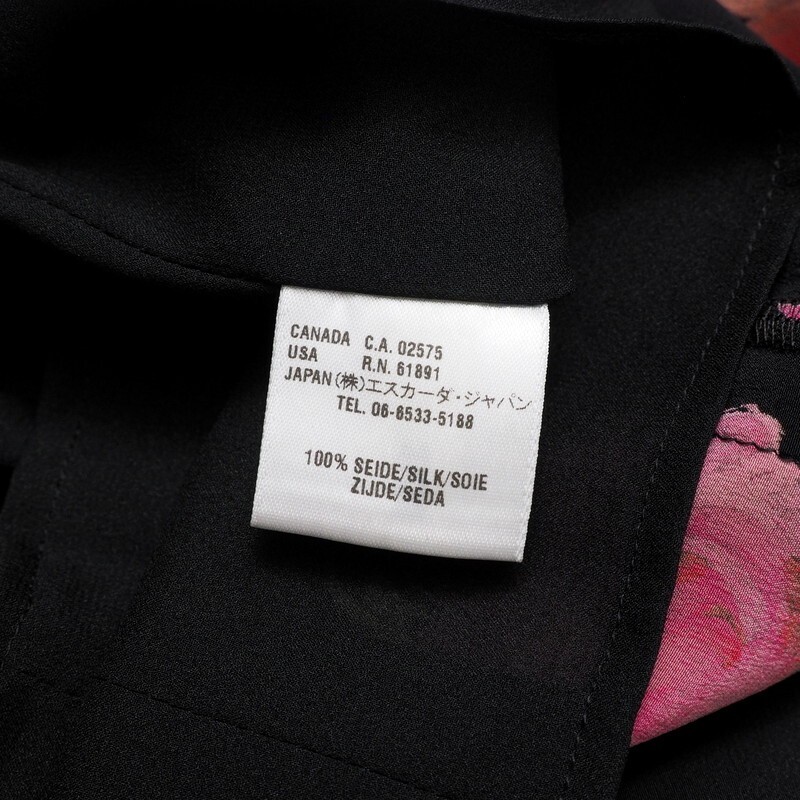 CANADA C.A. 02575
USA R.N. 61891
JAPAN (株)エスカーダ・ジャパン
TEL. 06-6533-5188
100% SEIDE/SILK/SOIE
ZIJDE/SEDA